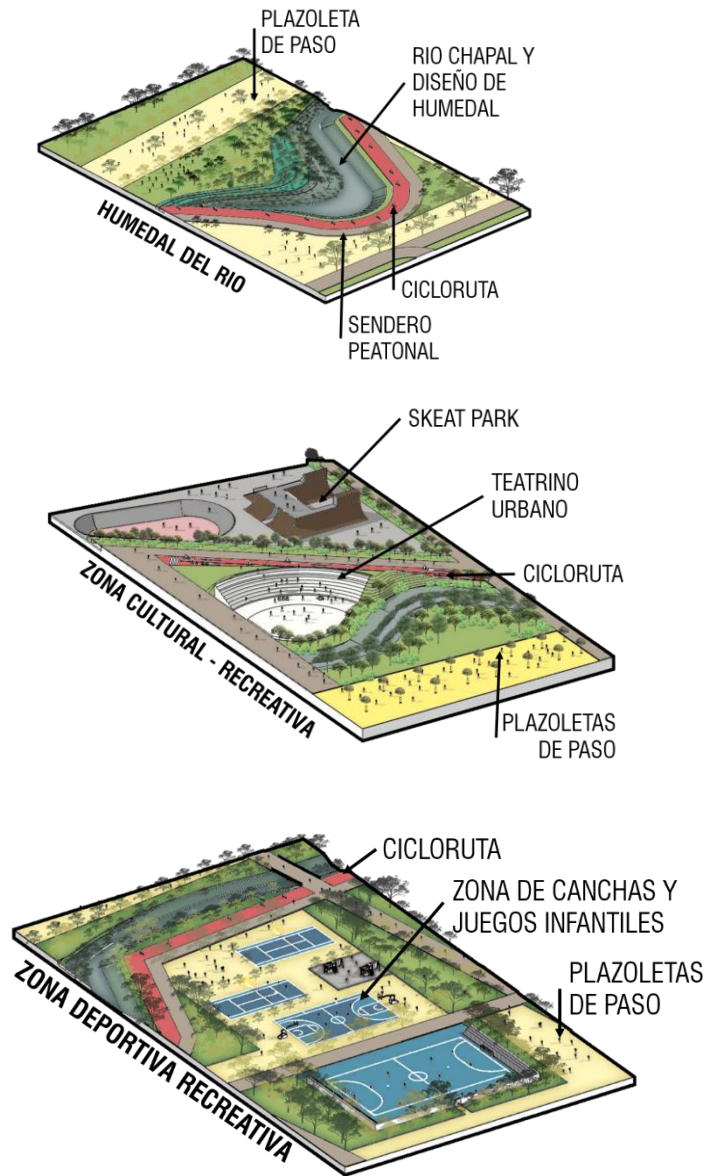 PLAZOLETA
DE PASO
RIO CHAPAL Y
DISEÑO DE
HUMEDAL
HUMEDAL DEL RIO
CICLORUTA
SENDERO
PEATONAL
SKEAT PARK
TEATRINO
URBANO
CICLORUTA
ZONA CULTURAL - RECREATIVA
PLAZOLETAS
DE PASO
CICLORUTA
ZONA DE CANCHAS Y
JUEGOS INFANTILES
PLAZOLETAS
DE PASO
ZONA DEPORTIVA RECREATIVA